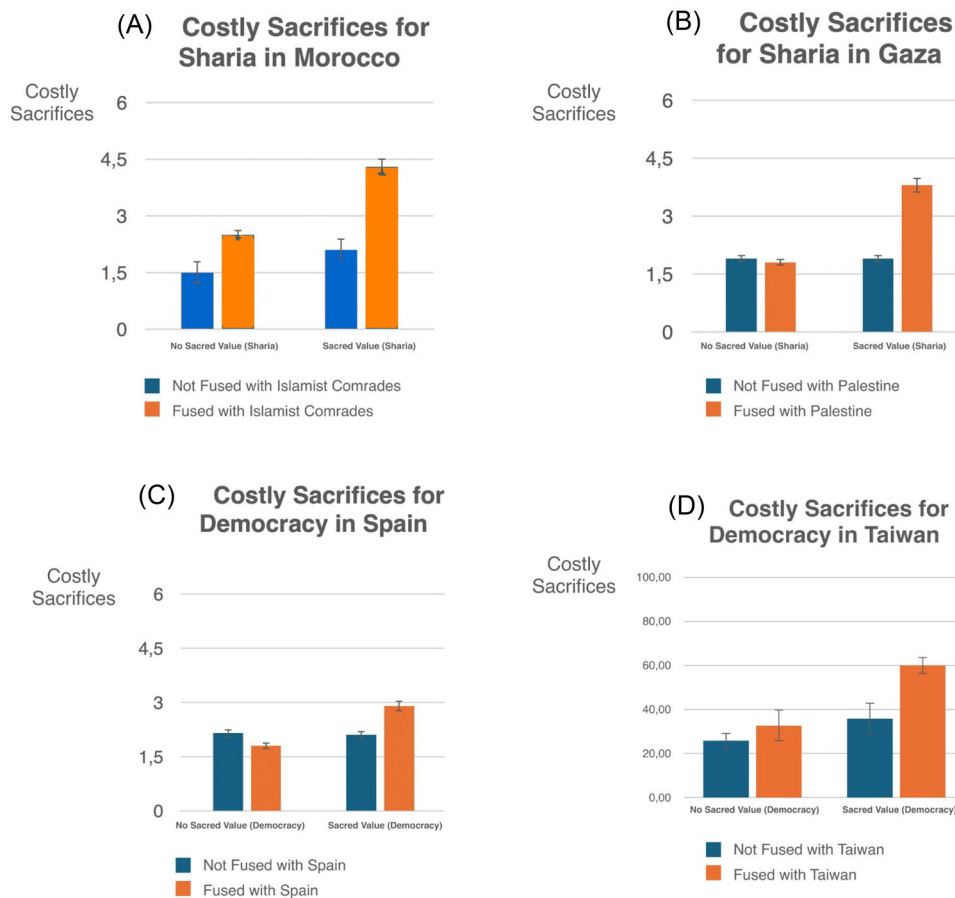 (A) Costly Sacrifices for
Sharia in Morocco
Costly
Sacrifices
6
4,5
3
1,5
0
No Sacred Value (Sharia) Sacred Value (Sharia)
Not Fused with Islamist Comrades
Fused with Islamist Comrades
(B) Costly Sacrifices
for Sharia in Gaza
Costly
Sacrifices
6
4,5
3
1,5
0
No Sacred Value (Sharia) Sacred Value (Sharia)
Not Fused with Palestine
Fused with Palestine
(C) Costly Sacrifices for
Democracy in Spain
Costly
Sacrifices
6
4,5
3
1,5
0
No Sacred Value (Democracy) Sacred Value (Democracy)
Not Fused with Spain
Fused with Spain
(D) Costly Sacrifices for
Democracy in Taiwan
Costly
Sacrifices
100,00
80,00
60,00
40,00
20,00
0,00
No Sacred Value (Democracy) Sacred Value (Democracy)
Not Fused with Taiwan
Fused with Taiwan